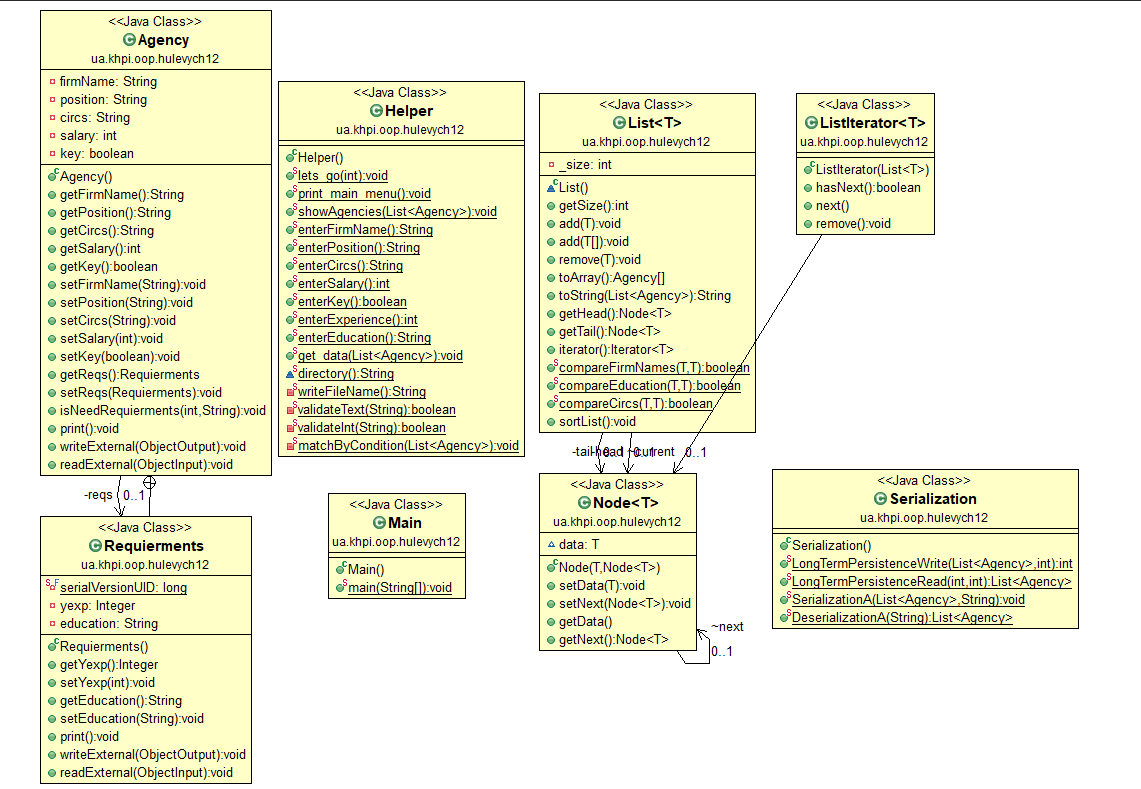 <<Java Class>>
Agency
ua.khpi.oop.hulevych12
firmName: String
position: String
circs: String
salary: int
key: boolean
Agency()
getFirmName():String
getPosition():String
getCircs():String
getSalary():int
getKey():boolean
setFirmName(String):void
setPosition(String):void
setCircs(String):void
setSalary(int):void
setKey(boolean):void
getReqs():Requierments
setReqs(Requierments):void
isNeedRequierments(int,String):void
print():void
writeExternal(ObjectOutput):void
readExternal(ObjectInput):void
-reqs 0..1
<<Java Class>>
Requierments
ua.khpi.oop.hulevych12
serialVersionUID: long
yexp: Integer
education: String
Requierments()
getYexp():Integer
setYexp(int):void
getEducation():String
setEducation(String):void
print():void
writeExternal(ObjectOutput):void
readExternal(ObjectInput):void
<<Java Class>>
Helper
ua.khpi.oop.hulevych12
Helper()
lets_go(int):void
print_main_menu():void
showAgencies(List<Agency>):void
enterFirmName():String
enterPosition():String
enterCircs():String
enterSalary():int
enterKey():boolean
enterExperience():int
enterEducation():String
get_data(List<Agency>):void
directory():String
writeFileName():String
validateText(String):boolean
validateInt(String):boolean
matchByCondition(List<Agency>):void
<<Java Class>>
Main
ua.khpi.oop.hulevych12
Main()
main(String[]):void
<<Java Class>>
List<T>
ua.khpi.oop.hulevych12
_size: int
List()
getSize():int
add(T):void
add(T[]):void
remove(T):void
toArray():Agency[]
toString(List<Agency>):String
getHead():Node<T>
getTail():Node<T>
iterator():Iterator<T>
compareFirmNames(T,T):boolean
compareEducation(T,T):boolean
compareCircs(T,T):boolean
sortList():void
-tail -head 0..1 0..1 ~current 0..1
<<Java Class>>
Node<T>
ua.khpi.oop.hulevych12
data: T
Node(T,Node<T>)
setData(T):void
setNext(Node<T>):void
getData()
getNext():Node<T>
~next
0..1
<<Java Class>>
ListIterator<T>
ua.khpi.oop.hulevych12
ListIterator(List<T>)
hasNext():boolean
next()
remove():void
<<Java Class>>
Serialization
ua.khpi.oop.hulevych12
Serialization()
LongTermPersistenceWrite(List<Agency>,int):int
LongTermPersistenceRead(int,int):List<Agency>
SerializationA(List<Agency>,String):void
DeserializationA(String):List<Agency>